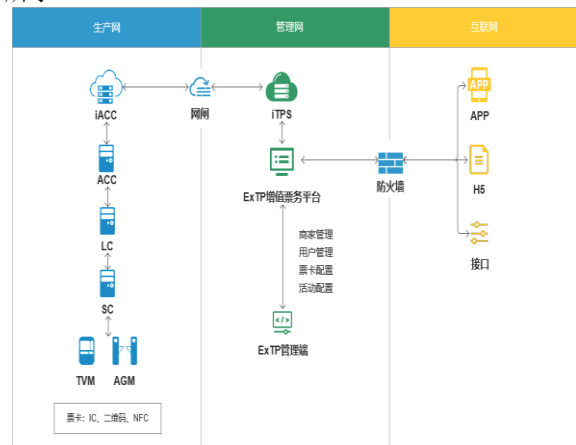 生产网
管理网
互联网
iACC
网闸
iTPS
APP
APP
ACC
ExTP增值票务平台
防火墙
H5
LC
商家管理
用户管理
票卡配置
活动配置
接口
SC
ExTP管理端
TVM
AGM
票卡：IC、二维码、NFC